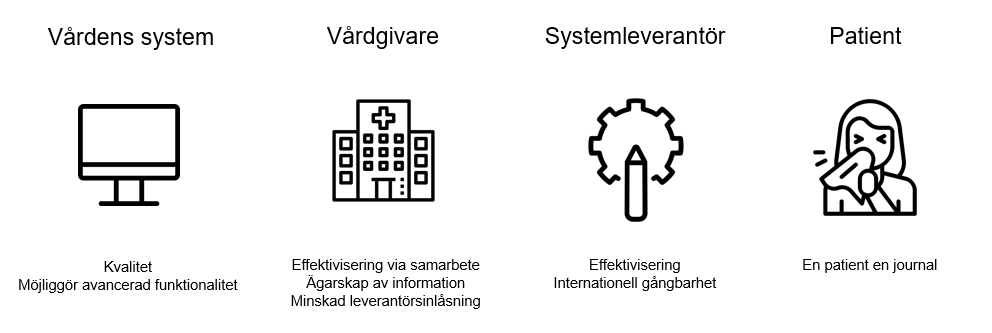 Vårdens system
Vårdgivare
Systemleverantör
Patient
Kvalitet
Möjliggör avancerad funktionalitet
Effektivisering via samarbete
Ägarskap av information
Minskad leverantörsinlåsning
Effektivisering
Internationell gångbarhet
En patient en journal